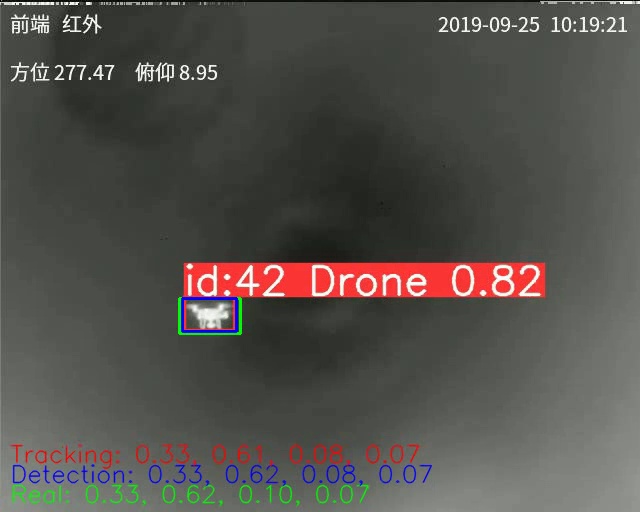 前端 红外 2019-09-25 10:19:21
方位 277.47 俯仰 8.95
id:42 Drone 0.82
Tracking: 0.33, 0.61, 0.08, 0.07
Detection: 0.33, 0.62, 0.08, 0.07
Real: 0.33, 0.62, 0.10, 0.07